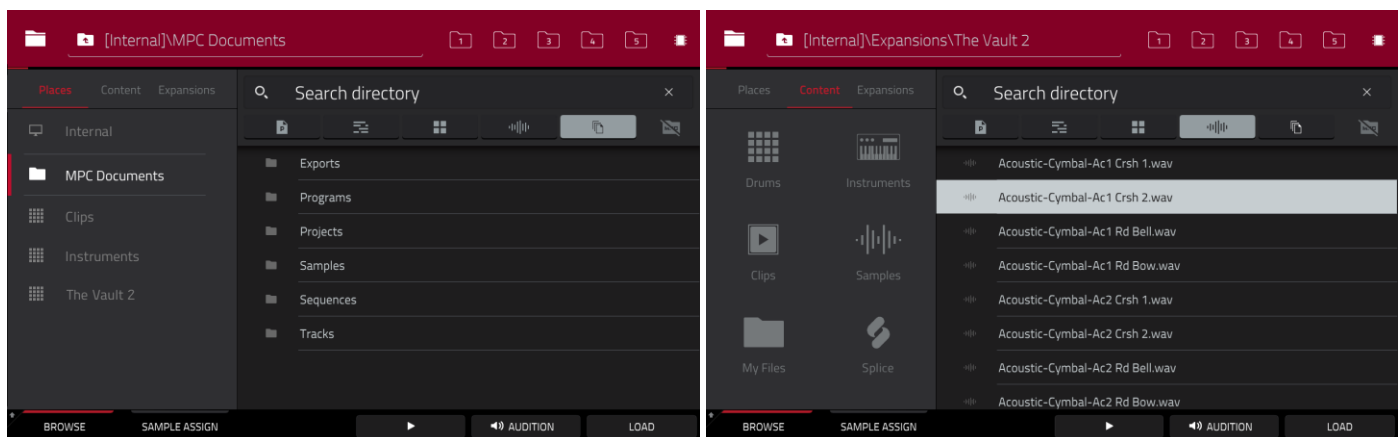 [Internal]\MPC Documents
1 2 3 4 5
Places Content Expansions
Search directory
Internal
MPC Documents
Clips
Instruments
The Vault 2
Exports
Programs
Projects
Samples
Sequences
Tracks
BROWSE SAMPLE ASSIGN AUDITION LOAD
[Internal]\Expansions\The Vault 2
1 2 3 4 5
Places Content Expansions
Search directory
Drums Instruments
Clips Samples
My Files Splice
Acoustic-Cymbal-Ac1 Crsh 1.wav
Acoustic-Cymbal-Ac1 Crsh 2.wav
Acoustic-Cymbal-Ac1 Rd Bell.wav
Acoustic-Cymbal-Ac1 Rd Bow.wav
Acoustic-Cymbal-Ac2 Crsh 1.wav
Acoustic-Cymbal-Ac2 Crsh 2.wav
Acoustic-Cymbal-Ac2 Rd Bell.wav
Acoustic-Cymbal-Ac2 Rd Bow.wav
BROWSE SAMPLE ASSIGN AUDITION LOAD